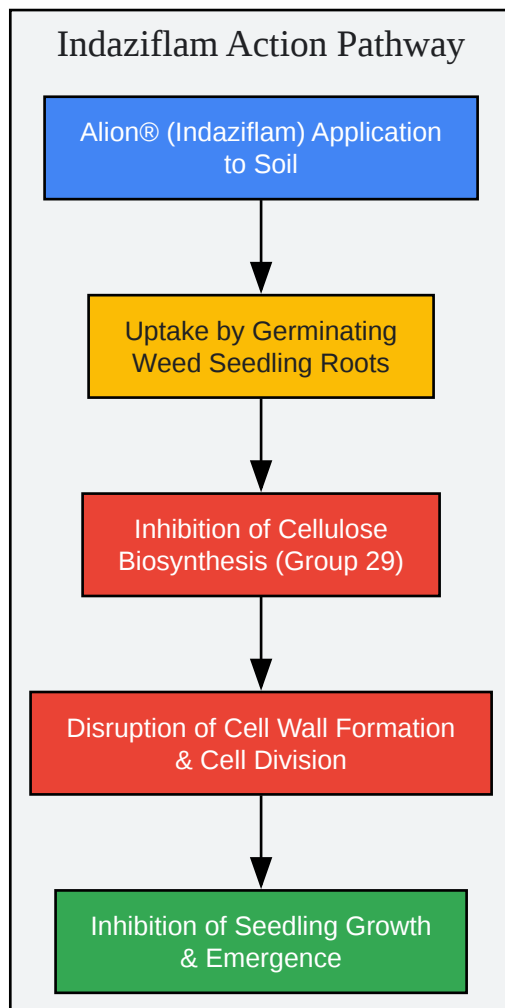 Indaziflam Action Pathway
Alion® (Indaziflam) Application
to Soil
Uptake by Germinating
Weed Seedling Roots
Inhibition of Cellulose
Biosynthesis (Group 29)
Disruption of Cell Wall Formation
& Cell Division
Inhibition of Seedling Growth
& Emergence